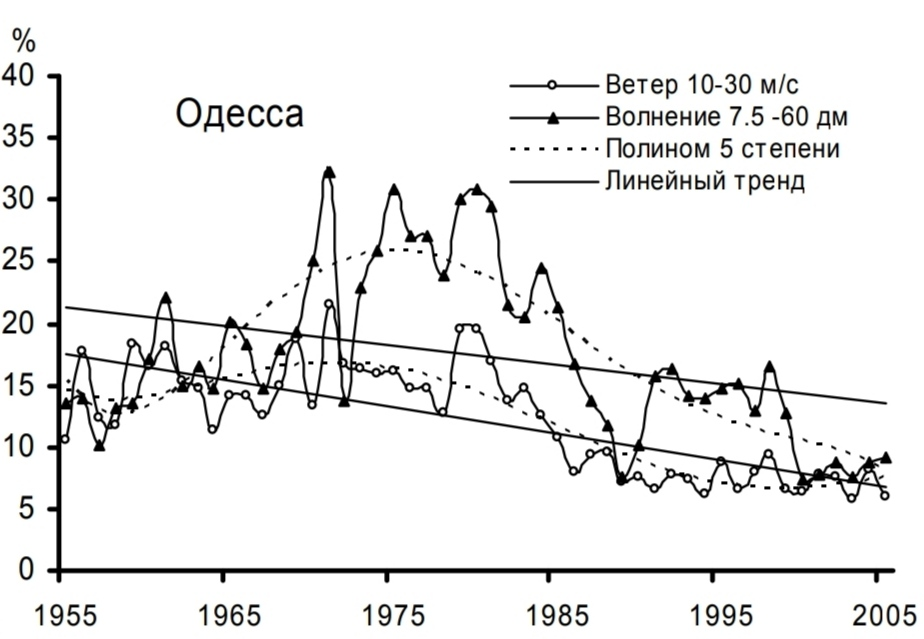 %
40
Одесса
Ветер 10-30 м/с
Волнение 7.5 -60 дм
Полином 5 степени
Линейный тренд
35
30
25
20
15
10
5
0
1955 1965 1975 1985 1995 2005